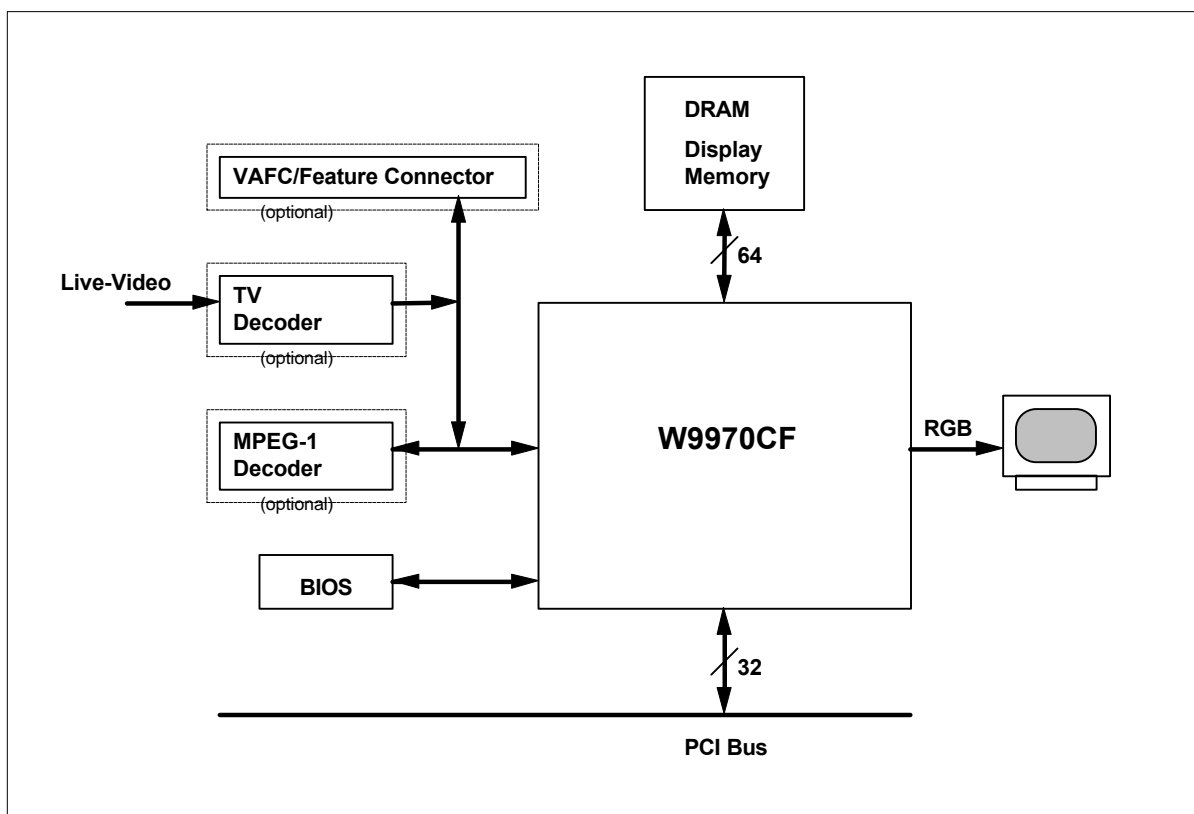 DRAM
Display
Memory
VAFC/Feature Connector
(optional)
64
Live-Video
TV
Decoder
(optional)
MPEG-1
Decoder
(optional)
W9970CF
RGB
BIOS
32
PCI Bus